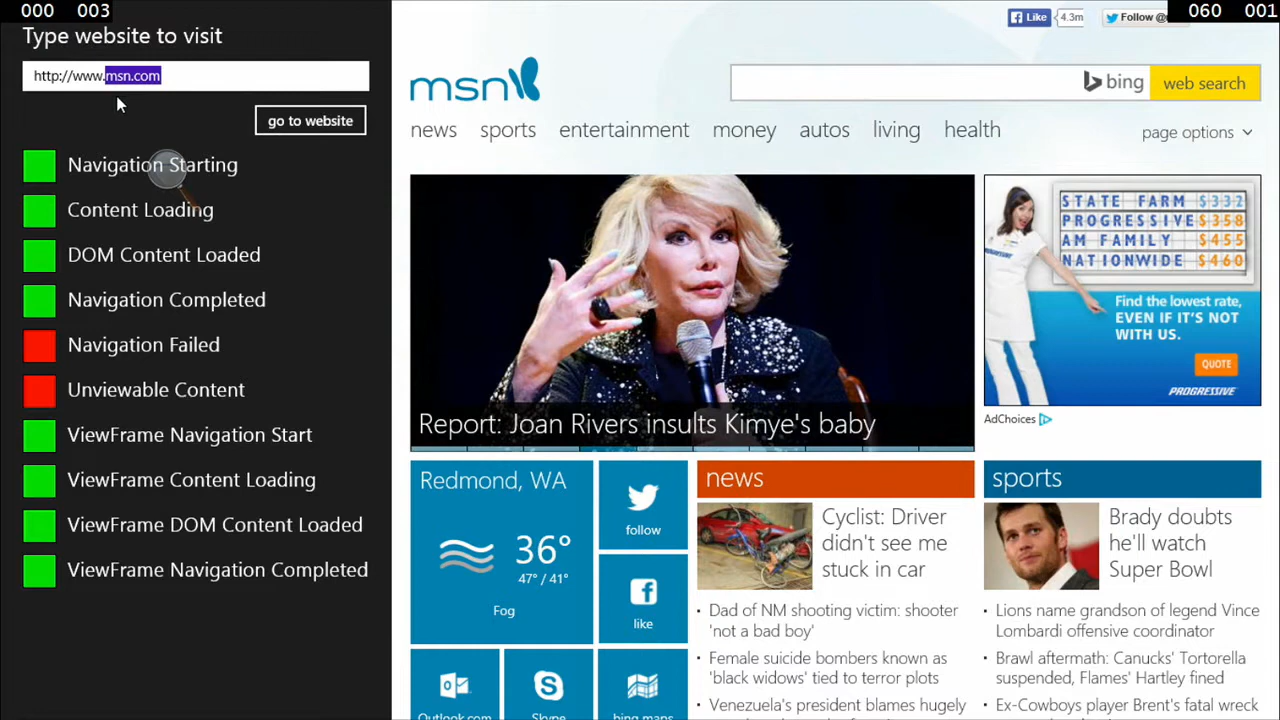 000 003
060 001
Type website to visit
http://www.msn.com
go to website
Navigation Starting
Content Loading
DOM Content Loaded
Navigation Completed
Navigation Failed
Unviewable Content
ViewFrame Navigation Start
ViewFrame Content Loading
ViewFrame DOM Content Loaded
ViewFrame Navigation Completed
Like 4.3m
Follow
msn
bing
web search
news sports entertainment money autos living health
page options
Report: Joan Rivers insults Kimye's baby
STATE FARM $332
PROGRESSIVE $358
AM FAMILY $455
NATIONWIDE $460
Find the lowest rate,
EVEN IF IT'S NOT
WITH US.
QUOTE
PROGRESSIVE
AdChoices
Redmond, WA
36°
47° / 41°
Fog
follow
like
Outlook.com
Skype
bing maps
news
Cyclist: Driver
didn't see me
stuck in car
Dad of NM shooting victim: shooter
'not a bad boy'
Female suicide bombers known as
'black widows' tied to terror plots
Venezuela's president blames hugely
sports
Brady doubts
he'll watch
Super Bowl
Lions name grandson of legend Vince
Lombardi offensive coordinator
Brawl aftermath: Canucks' Tortorella
suspended, Flames' Hartley fined
Ex-Cowboys player Brent's fatal wreck